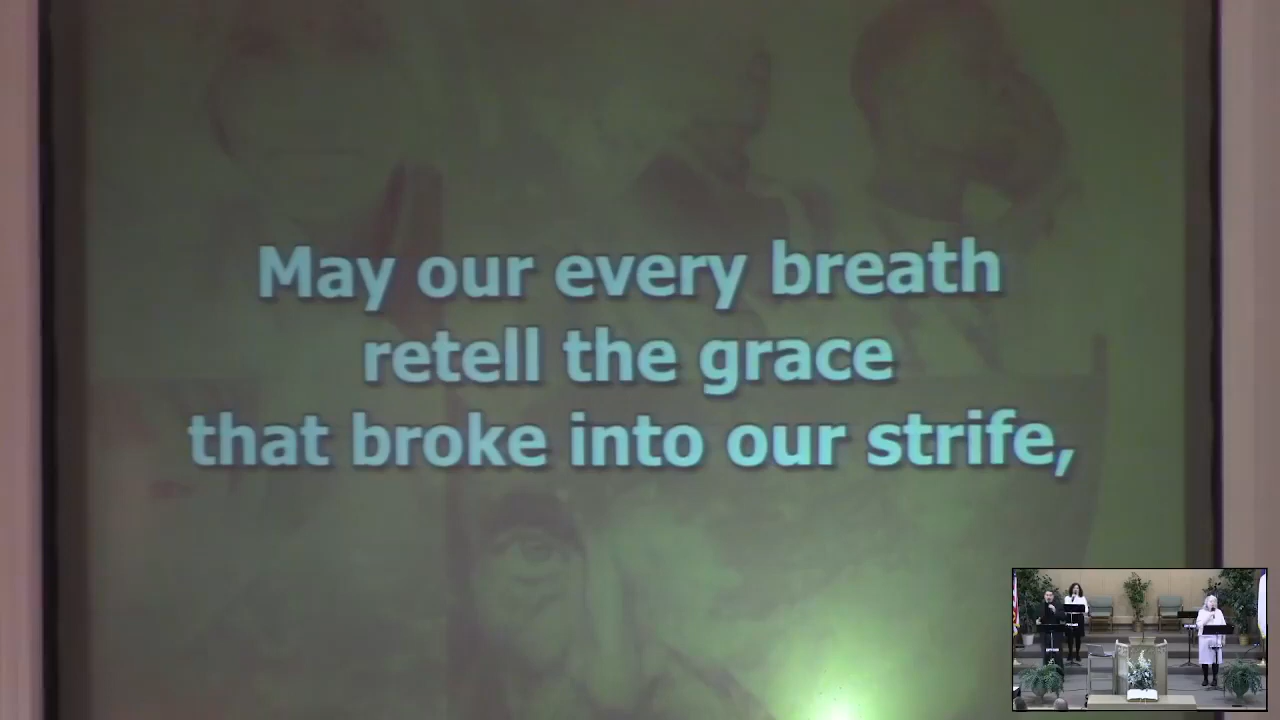 May our every breath
retell the grace
that broke into our strife,